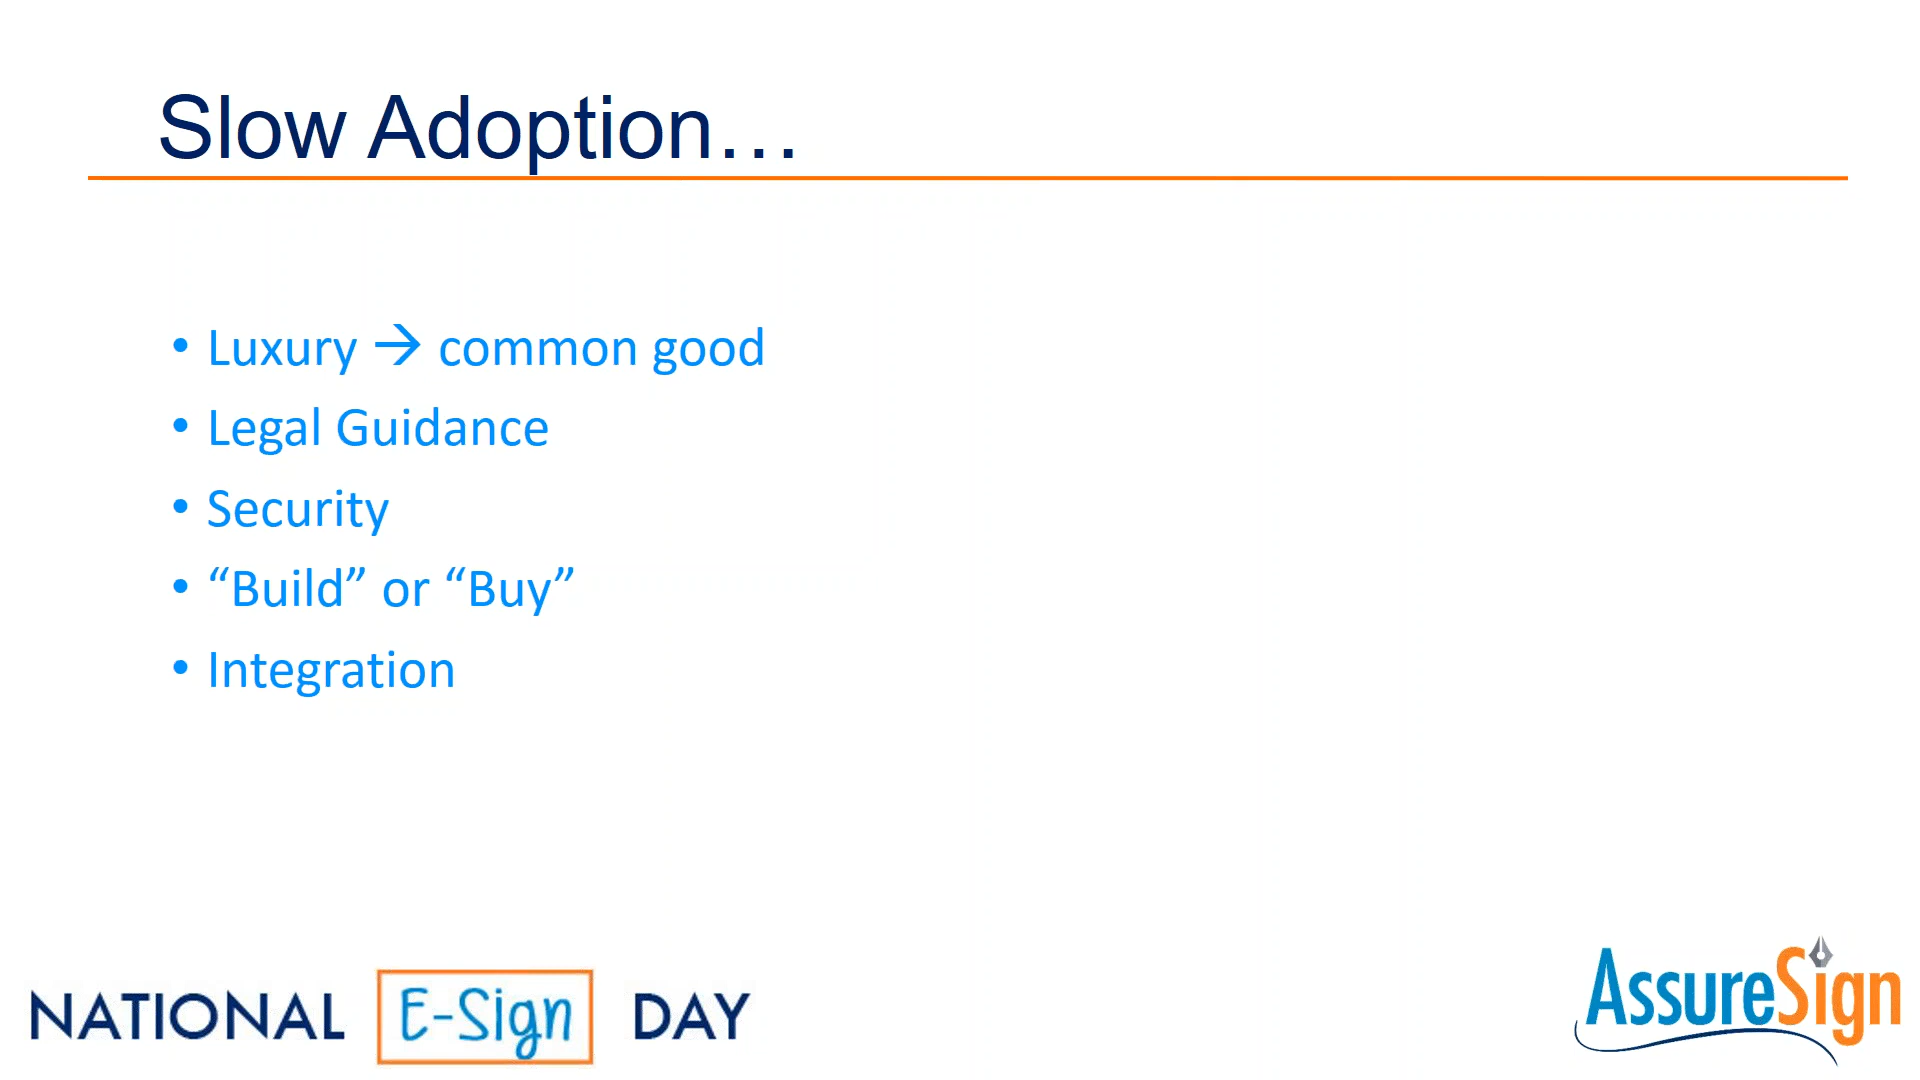 Slow Adoption…
• Luxury → common good
• Legal Guidance
• Security
• “Build” or “Buy”
• Integration
NATIONAL E-Sign DAY
AssureSign